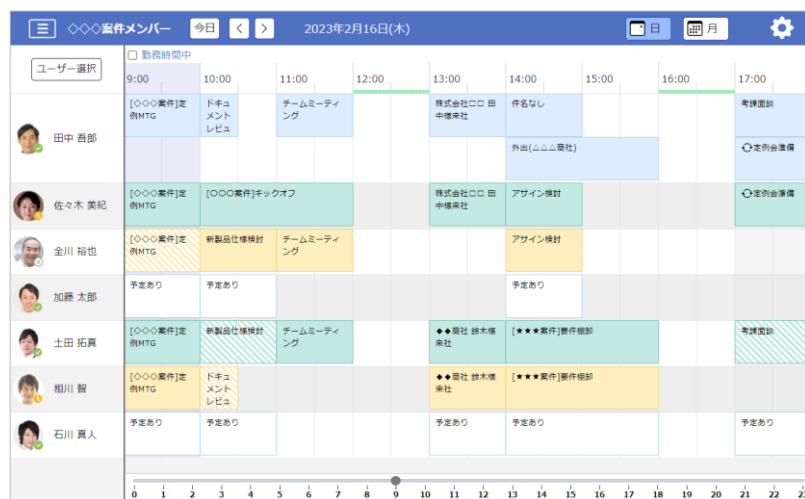 ◇◇◇案件メンバー 今日 < > 2023年2月16日(木) 日 月
ユーザー選択
勤務時間中
9:00 10:00 11:00 12:00 13:00 14:00 15:00 16:00 17:00
田中 吾郎
[◇◇◇案件]定
例MTG
ドキュ
メント
レビュ
チームミーティ
ング
株式会社□□ 田
中様来社
件名なし
考課面談
外出(△△△商社)
定例会準備
佐々木 美紀
[◇◇◇案件]定
例MTG
[○○○案件]キックオフ
株式会社□□ 田
中様来社
アサイン検討
定例会準備
金川 裕也
[◇◇◇案件]定
例MTG
新製品仕様検討
チームミーティ
ング
アサイン検討
加藤 太郎
予定あり
予定あり
予定あり
土田 拓真
[◇◇◇案件]定
例MTG
新製品仕様検討
チームミーティ
ング
◆◆商社 鈴木様
来社
[★★★案件]要件棚卸
考課面談
相川 智
[◇◇◇案件]定
例MTG
ドキュ
メント
レビュ
◆◆商社 鈴木様
来社
[★★★案件]要件棚卸
石川 真人
予定あり
予定あり
予定あり
予定あり
予定あり
0 1 2 3 4 5 6 7 8 9 10 11 12 13 14 15 16 17 18 19 20 21 22